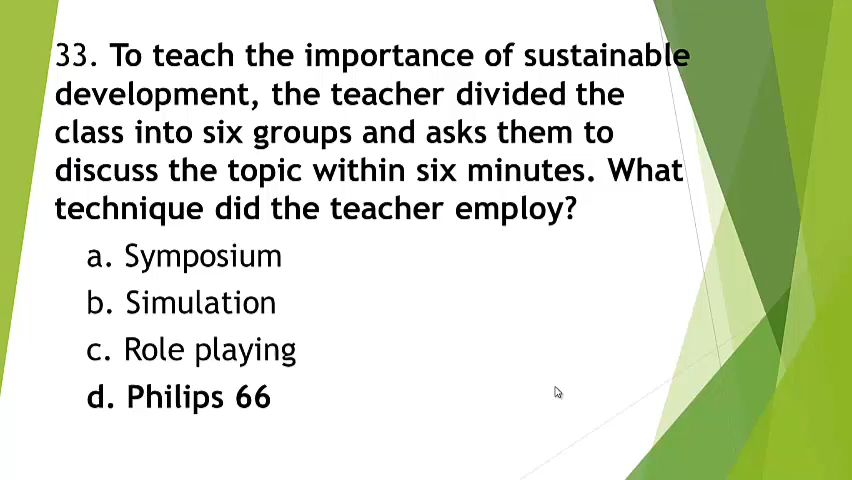 33. To teach the importance of sustainable
development, the teacher divided the
class into six groups and asks them to
discuss the topic within six minutes. What
technique did the teacher employ?
a. Symposium
b. Simulation
c. Role playing
d. Philips 66